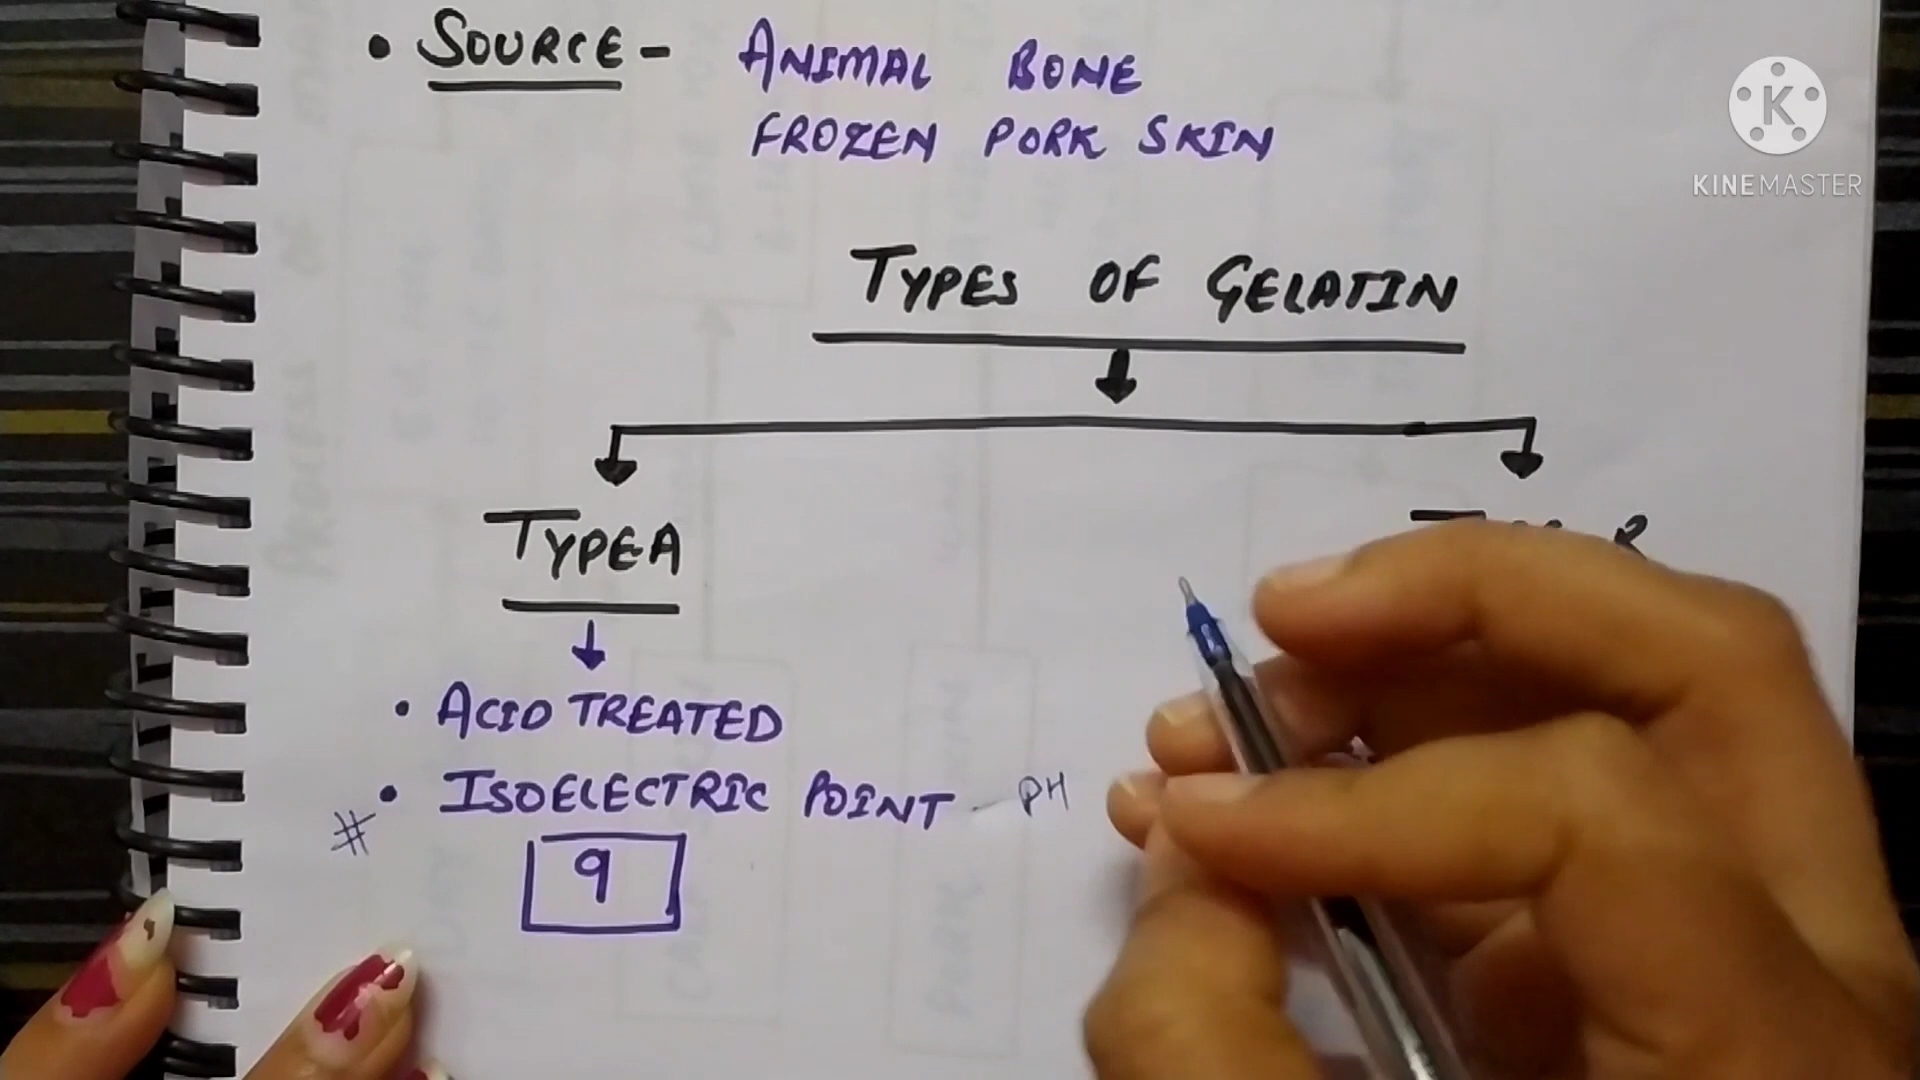 • SOURCE - ANIMAL BONE
FROZEN PORK SKIN
K
KINEMASTER
TYPES OF GELATIN
TYPE A
• ACID TREATED
• ISOELECTRIC POINT - PH
#
9